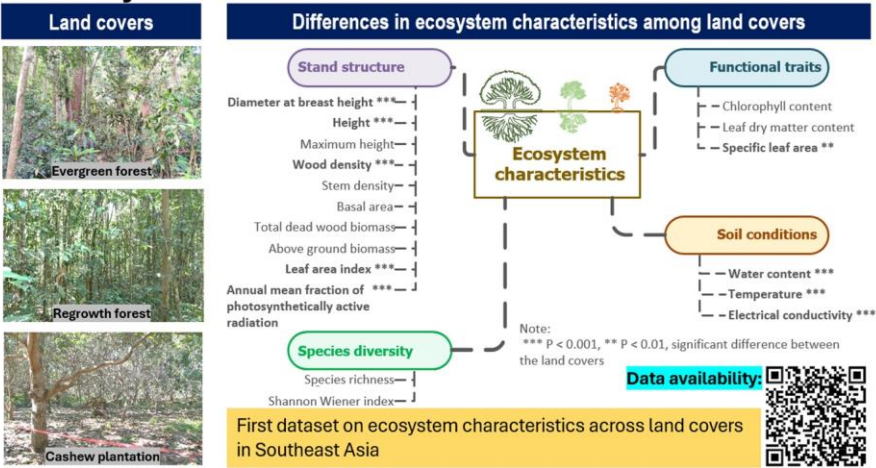 Land covers
Evergreen forest
Regrowth forest
Cashew plantation
Differences in ecosystem characteristics among land covers
Stand structure
Diameter at breast height ***
Height ***
Maximum height
Wood density ***
Stem density
Basal area
Total dead wood biomass
Above ground biomass
Leaf area index ***
Annual mean fraction of ***
photosynthetically active
radiation
Species diversity
Species richness
Shannon Wiener index
Ecosystem
characteristics
Functional traits
Chlorophyll content
Leaf dry matter content
Specific leaf area **
Soil conditions
Water content ***
Temperature ***
Electrical conductivity ***
Note:
*** P < 0.001, ** P < 0.01, significant difference between
the land covers
Data availability:
First dataset on ecosystem characteristics across land covers
in Southeast Asia